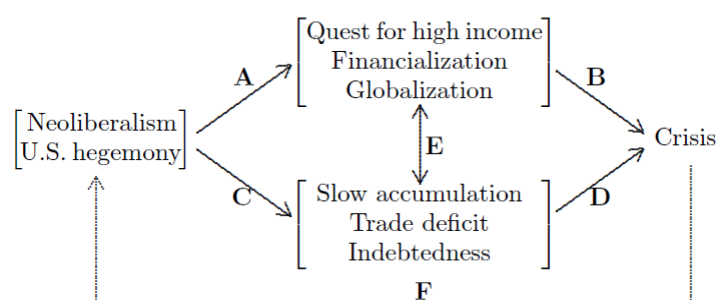 Quest for high income
Financialization
Globalization
A
B
Neoliberalism
U.S. hegemony
E
Crisis
C
Slow accumulation
Trade deficit
Indebtedness
D
F